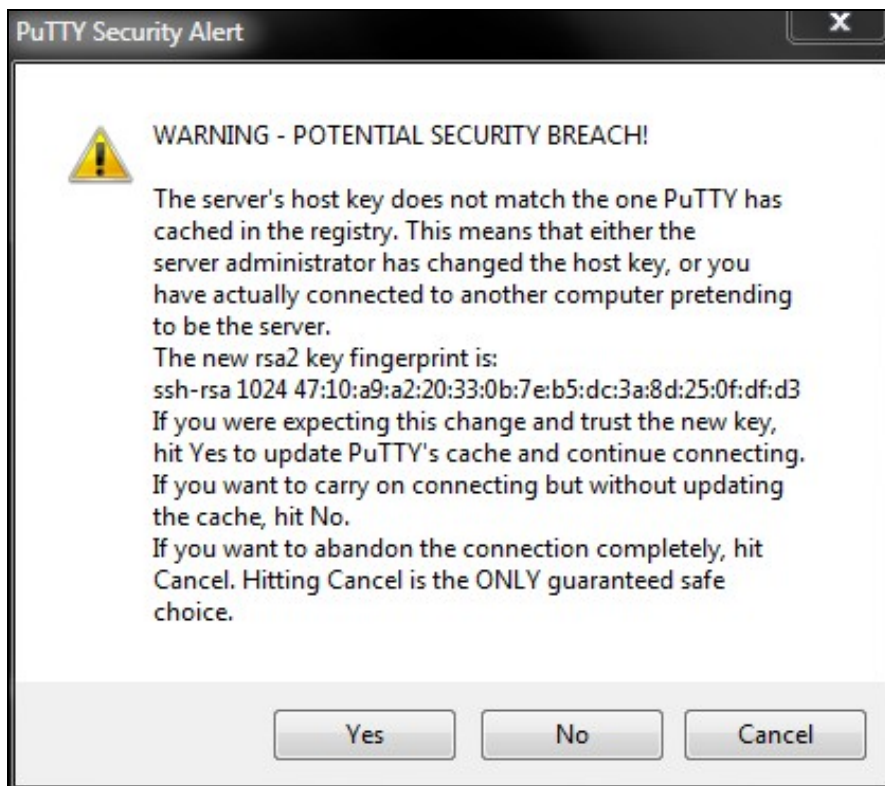 PuTTY Security Alert
x
WARNING - POTENTIAL SECURITY BREACH!
The server's host key does not match the one PuTTY has
cached in the registry. This means that either the
server administrator has changed the host key, or you
have actually connected to another computer pretending
to be the server.
The new rsa2 key fingerprint is:
ssh-rsa 1024 47:10:a9:a2:20:33:0b:7e:b5:dc:3a:8d:25:0f:df:d3
If you were expecting this change and trust the new key,
hit Yes to update PuTTY's cache and continue connecting.
If you want to carry on connecting but without updating
the cache, hit No.
If you want to abandon the connection completely, hit
Cancel. Hitting Cancel is the ONLY guaranteed safe
choice.
Yes No Cancel